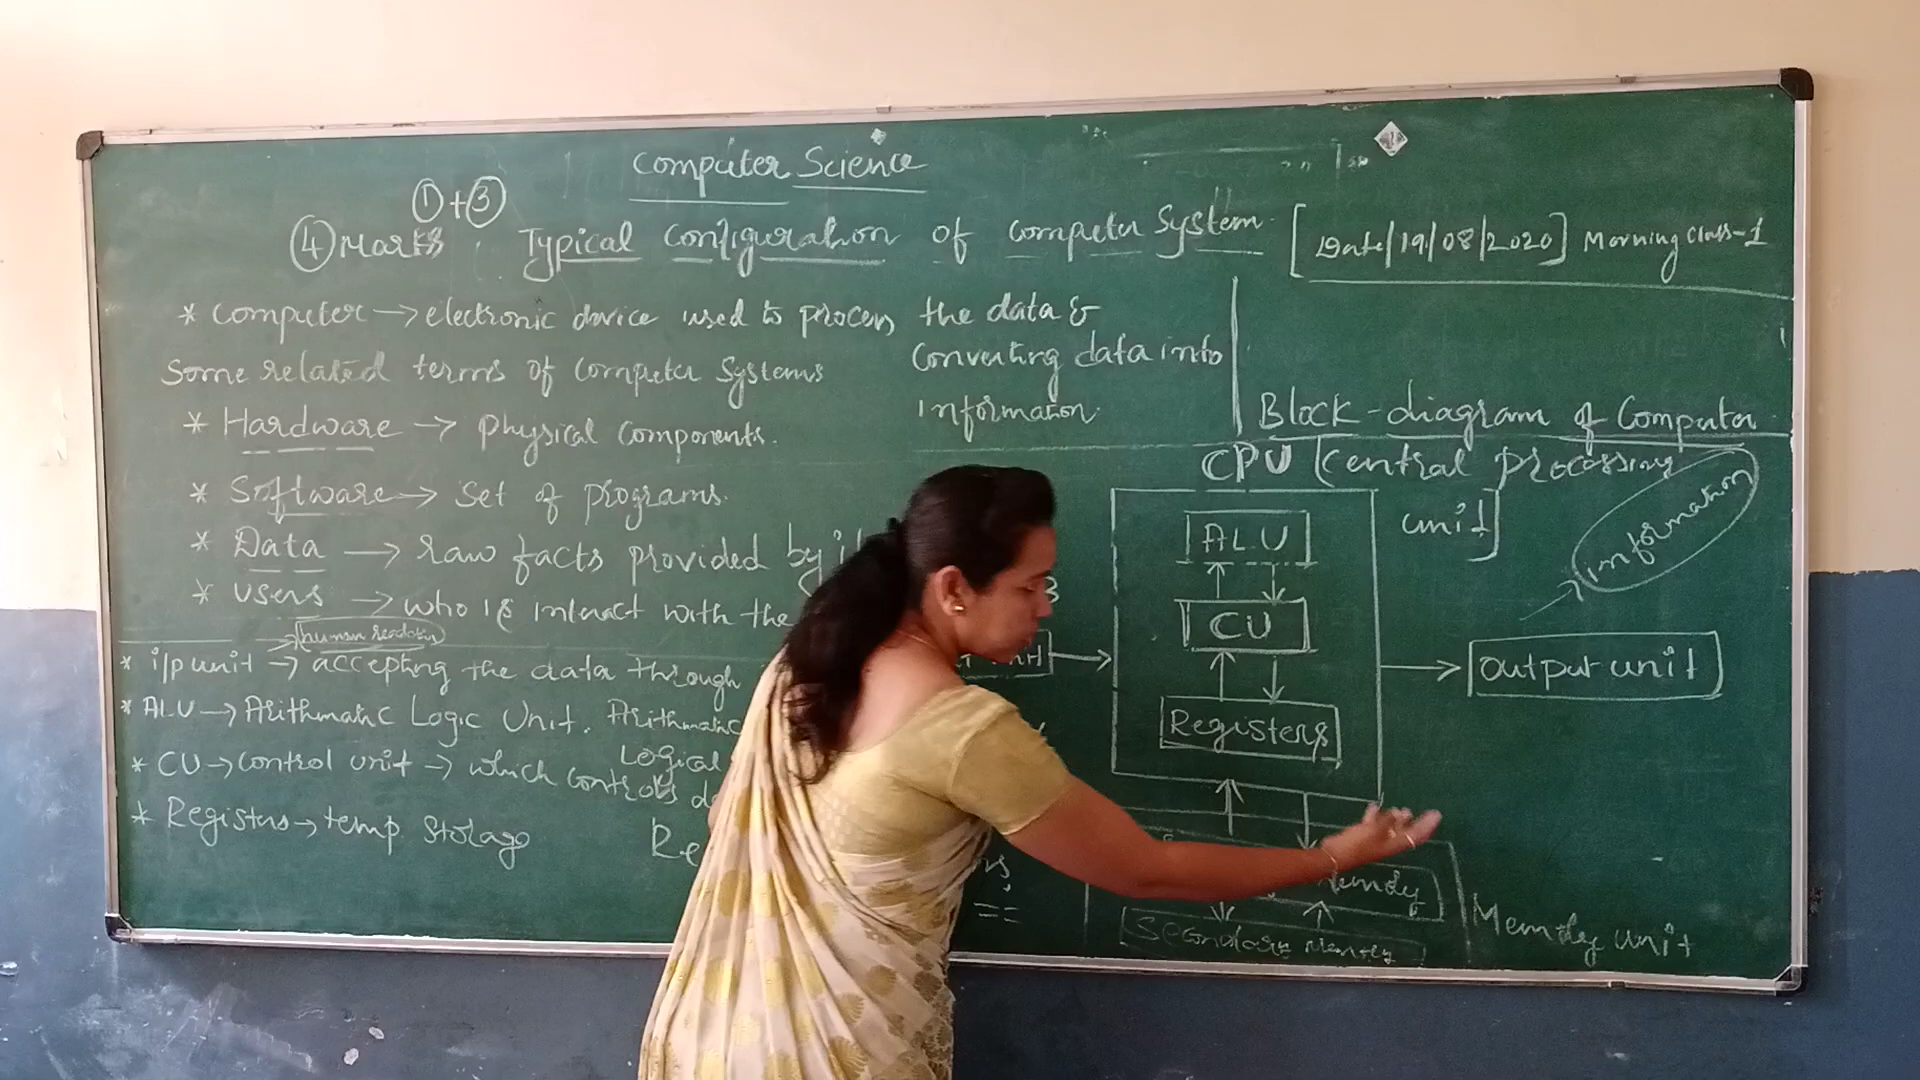 Computer Science
① + ③
④ Marks : Typical Configuration of Computer System. [Date/19/08/2020] Morning Class-1
* Computer → electronic device used to process the data &
Converting data into
information.
Some related terms of Computer Systems
* Hardware → Physical Components.
* Software → Set of programs.
* Data → raw facts provided by
* Users → who is interact with the
human readable
* i/p unit → accepting the data through
* ALU → Arithmatic Logic Unit. Arithmatic
Logical
* CU → Control unit → which controls
* Registers → temp. Storage
Block-diagram of Computer
CPU [Central Processing
unit]
ALU
CU
Registers
Output unit
information
Secondary Memory
Memory unit